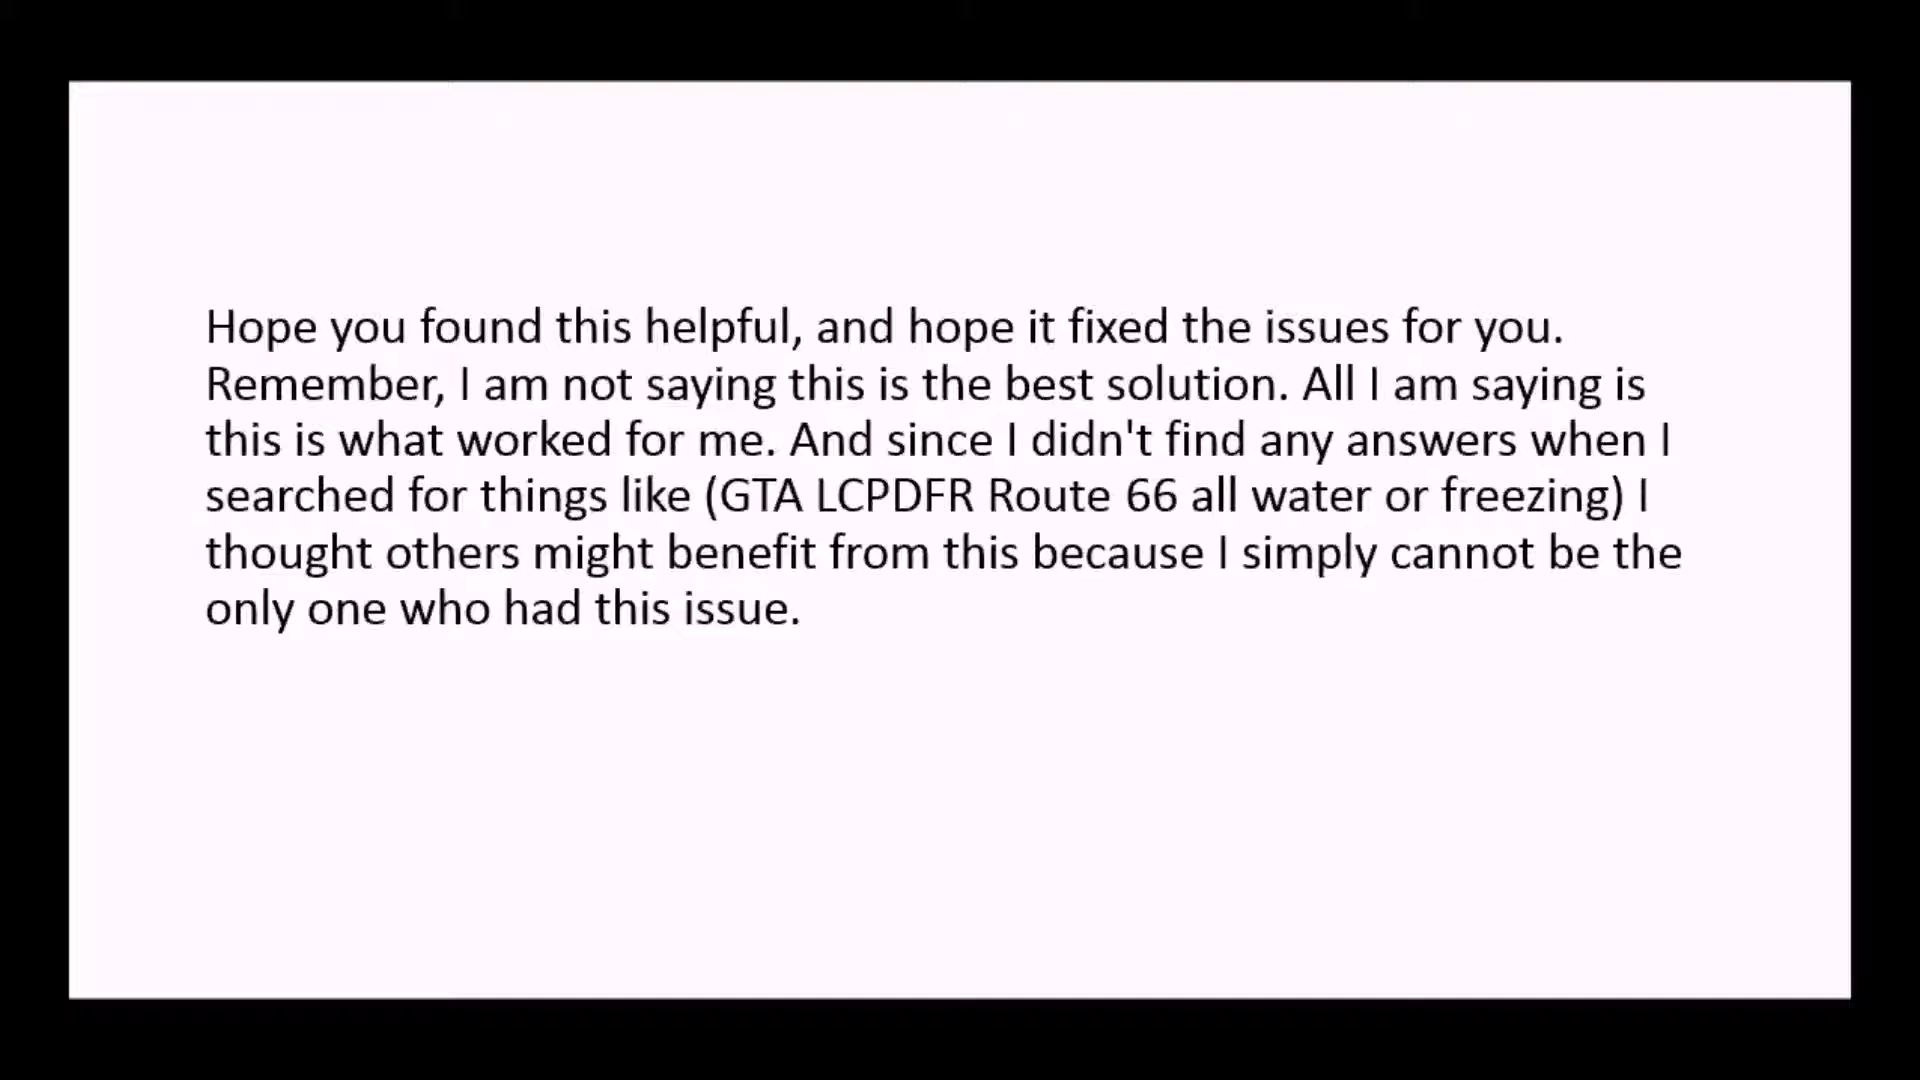 Hope you found this helpful, and hope it fixed the issues for you.
Remember, I am not saying this is the best solution. All I am saying is
this is what worked for me. And since I didn't find any answers when I
searched for things like (GTA LCPDFR Route 66 all water or freezing) I
thought others might benefit from this because I simply cannot be the
only one who had this issue.